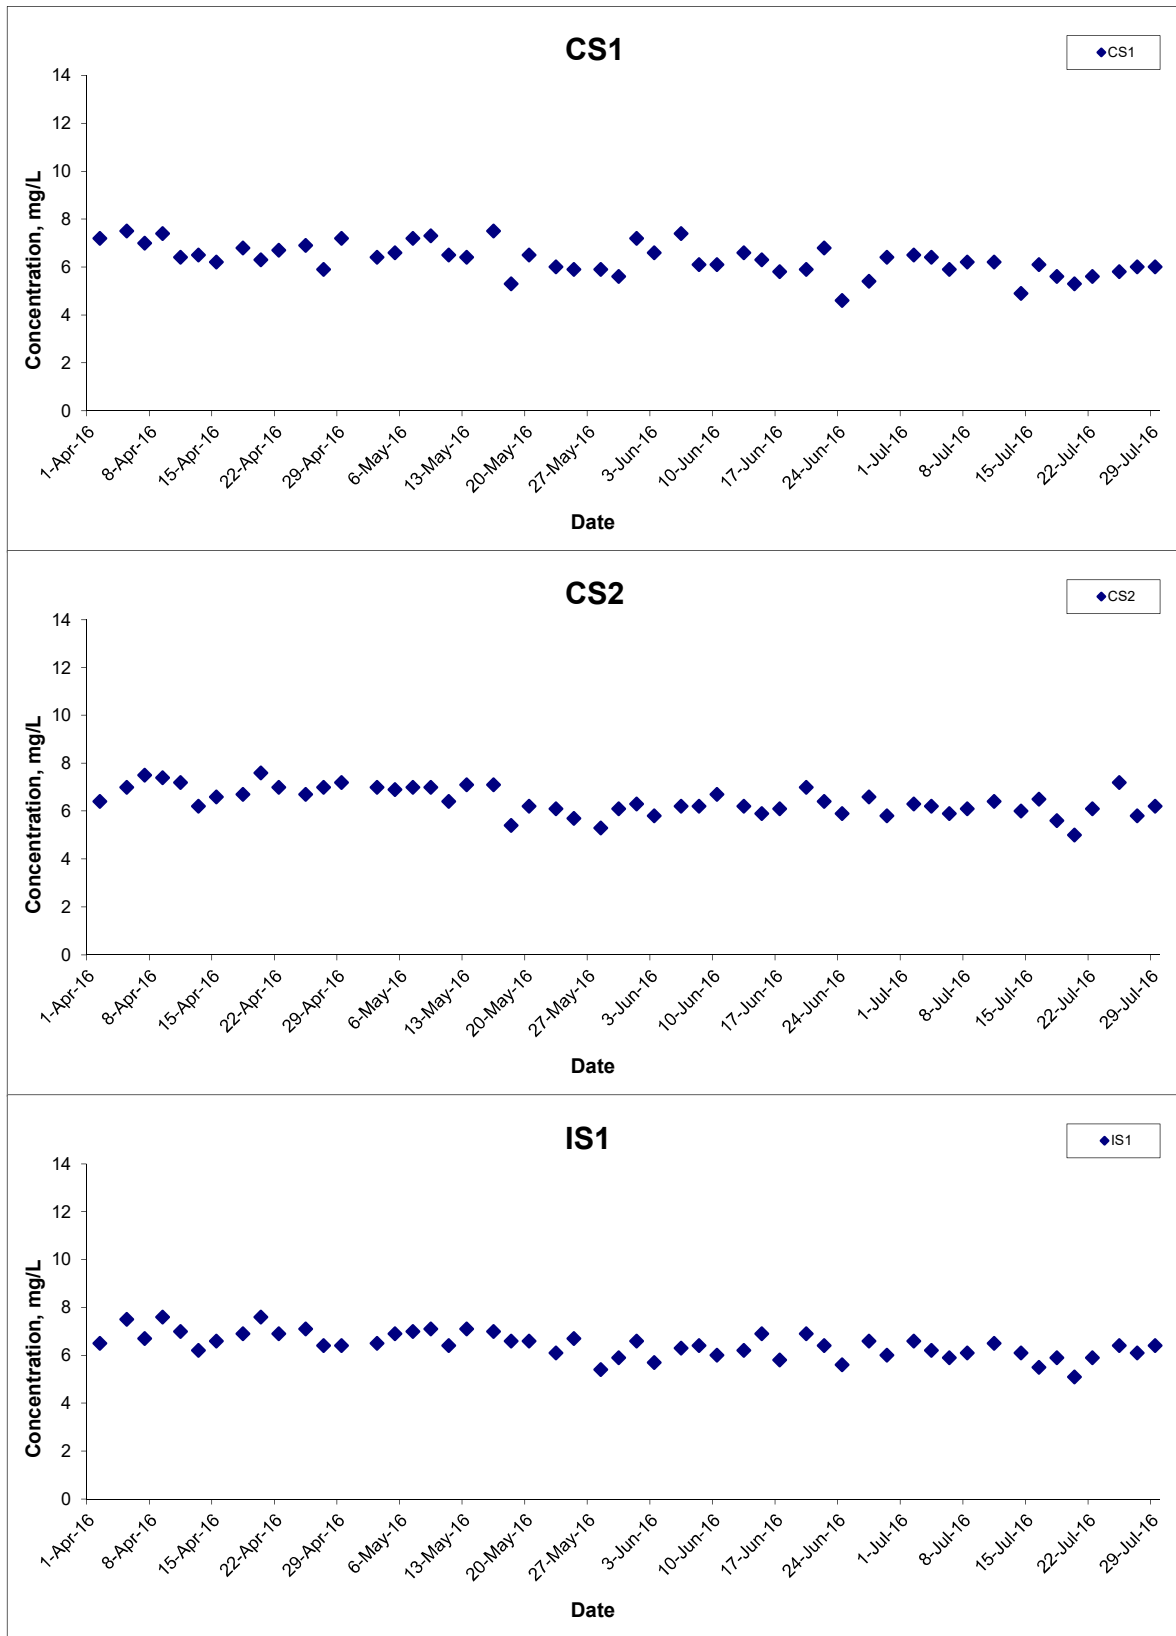 CS1
CS1
14
12
10
8
6
4
2
0
Concentration, mg/L
1-Apr-16
8-Apr-16
15-Apr-16
22-Apr-16
29-Apr-16
6-May-16
13-May-16
20-May-16
27-May-16
3-Jun-16
10-Jun-16
17-Jun-16
24-Jun-16
1-Jul-16
8-Jul-16
15-Jul-16
22-Jul-16
29-Jul-16
Date
CS2
CS2
14
12
10
8
6
4
2
0
Concentration, mg/L
1-Apr-16
8-Apr-16
15-Apr-16
22-Apr-16
29-Apr-16
6-May-16
13-May-16
20-May-16
27-May-16
3-Jun-16
10-Jun-16
17-Jun-16
24-Jun-16
1-Jul-16
8-Jul-16
15-Jul-16
22-Jul-16
29-Jul-16
Date
IS1
IS1
14
12
10
8
6
4
2
0
Concentration, mg/L
1-Apr-16
8-Apr-16
15-Apr-16
22-Apr-16
29-Apr-16
6-May-16
13-May-16
20-May-16
27-May-16
3-Jun-16
10-Jun-16
17-Jun-16
24-Jun-16
1-Jul-16
8-Jul-16
15-Jul-16
22-Jul-16
29-Jul-16
Date